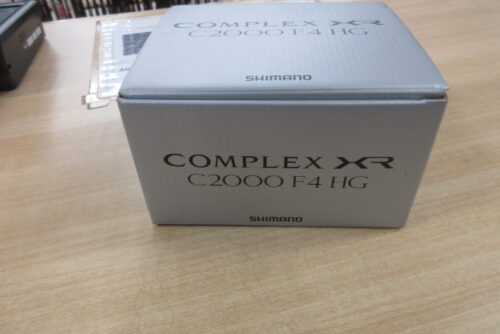 COMPLEX XR
C2000 F4 HG
SHIMANO
COMPLEX XR
C2000 F4 HG
SHIMANO